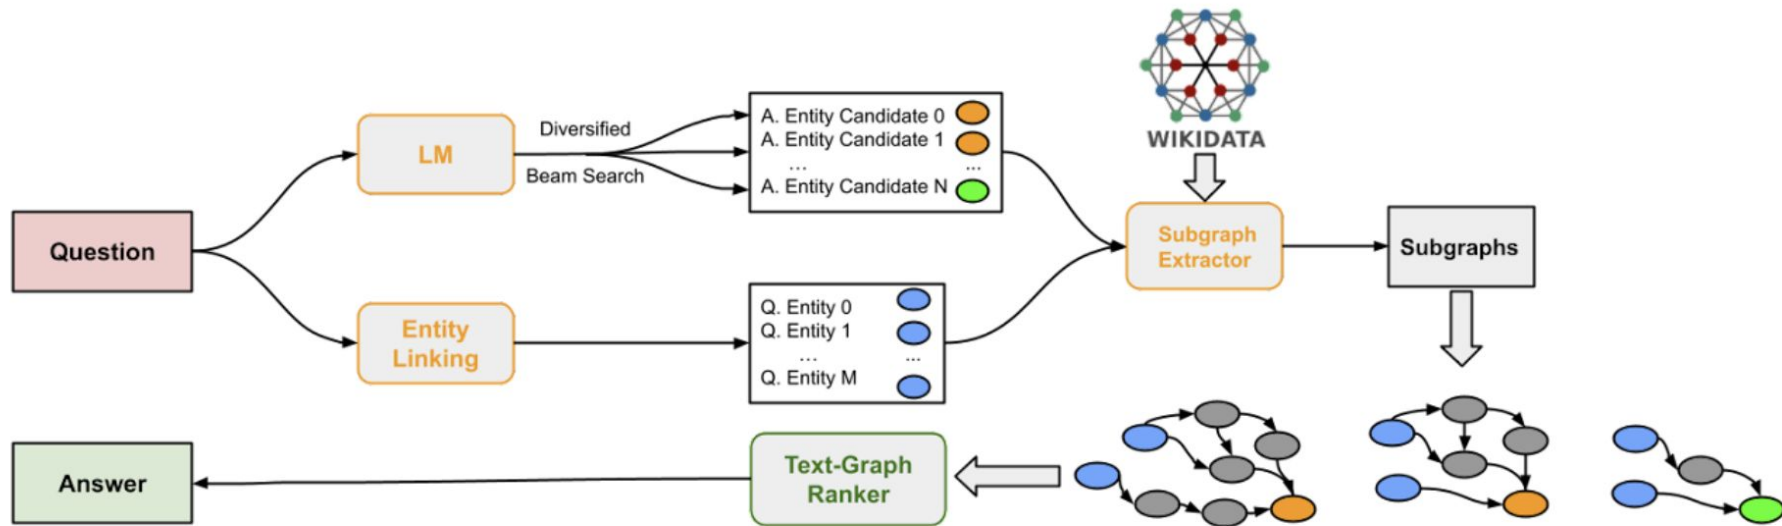 Question
LM
Diversified
Beam Search
A. Entity Candidate 0
A. Entity Candidate 1
... ...
A. Entity Candidate N
Entity
Linking
Q. Entity 0
Q. Entity 1
... ...
Q. Entity M
WIKIDATA
Subgraph
Extractor
Subgraphs
Text-Graph
Ranker
Answer